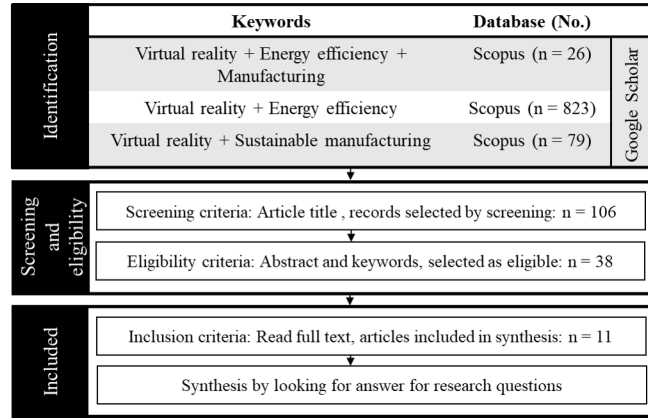 Identification
Keywords Database (No.)
Virtual reality + Energy efficiency + Scopus (n = 26)
Manufacturing
Virtual reality + Energy efficiency Scopus (n = 823)
Virtual reality + Sustainable manufacturing Scopus (n = 79)
Google Scholar
Screening
and
eligibility
Screening criteria: Article title , records selected by screening: n = 106
Eligibility criteria: Abstract and keywords, selected as eligible: n = 38
Included
Inclusion criteria: Read full text, articles included in synthesis: n = 11
Synthesis by looking for answer for research questions